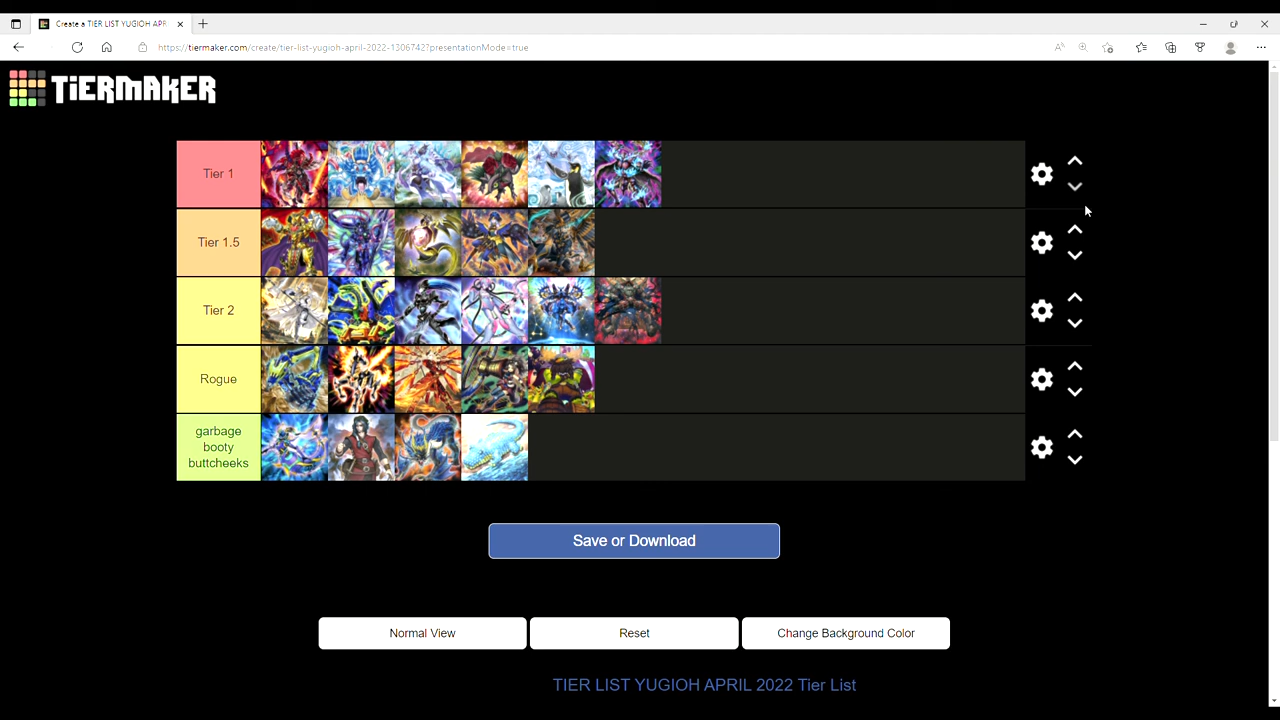 Create a TIER LIST YUGIOH APR
https://tiermaker.com/create/tier-list-yugioh-april-2022-1306742?presentationMode=true
TiERMAKER
Tier 1
Tier 1.5
Tier 2
Rogue
garbage
booty
buttcheeks
Save or Download
Normal View
Reset
Change Background Color
TIER LIST YUGIOH APRIL 2022 Tier List